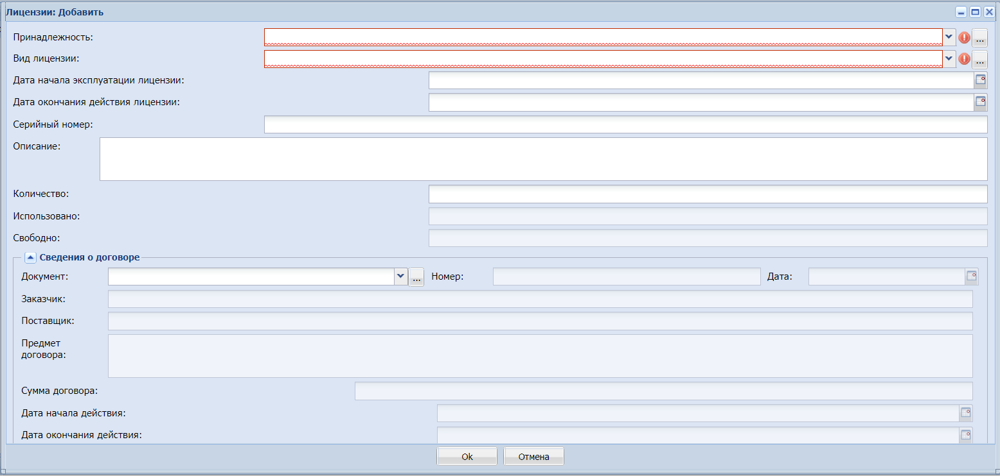 Лицензии: Добавить
Принадлежность:
...
Вид лицензии:
...
Дата начала эксплуатации лицензии:
Дата окончания действия лицензии:
Серийный номер:
Описание:
Количество:
Использовано:
Свободно:
Сведения о договоре
Документ: ... Номер: Дата:
Заказчик:
Поставщик:
Предмет
договора:
Сумма договора:
Дата начала действия:
Дата окончания действия:
Ok Отмена